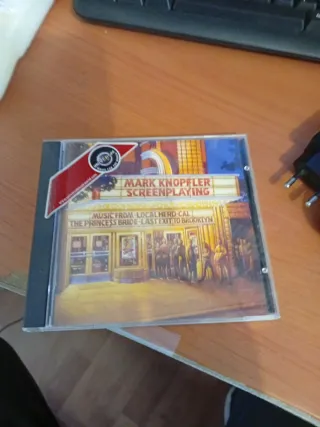 MARK KNOPFLER
SCREENPLAYING
MUSIC FROM · LOCAL HERO · CAL
THE PRINCESS BRIDE · LAST EXIT TO BROOKLYN